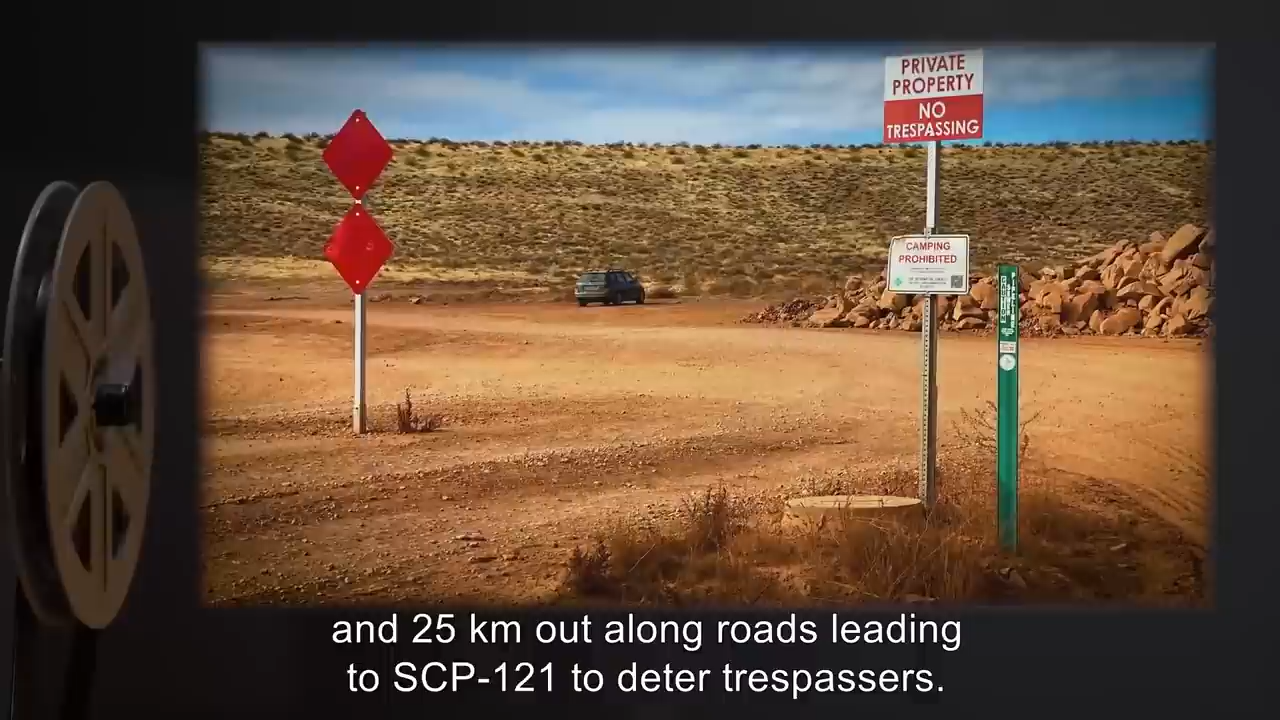 PRIVATE
PROPERTY
NO
TRESPASSING
CAMPING
PROHIBITED
and 25 km out along roads leading
to SCP-121 to deter trespassers.